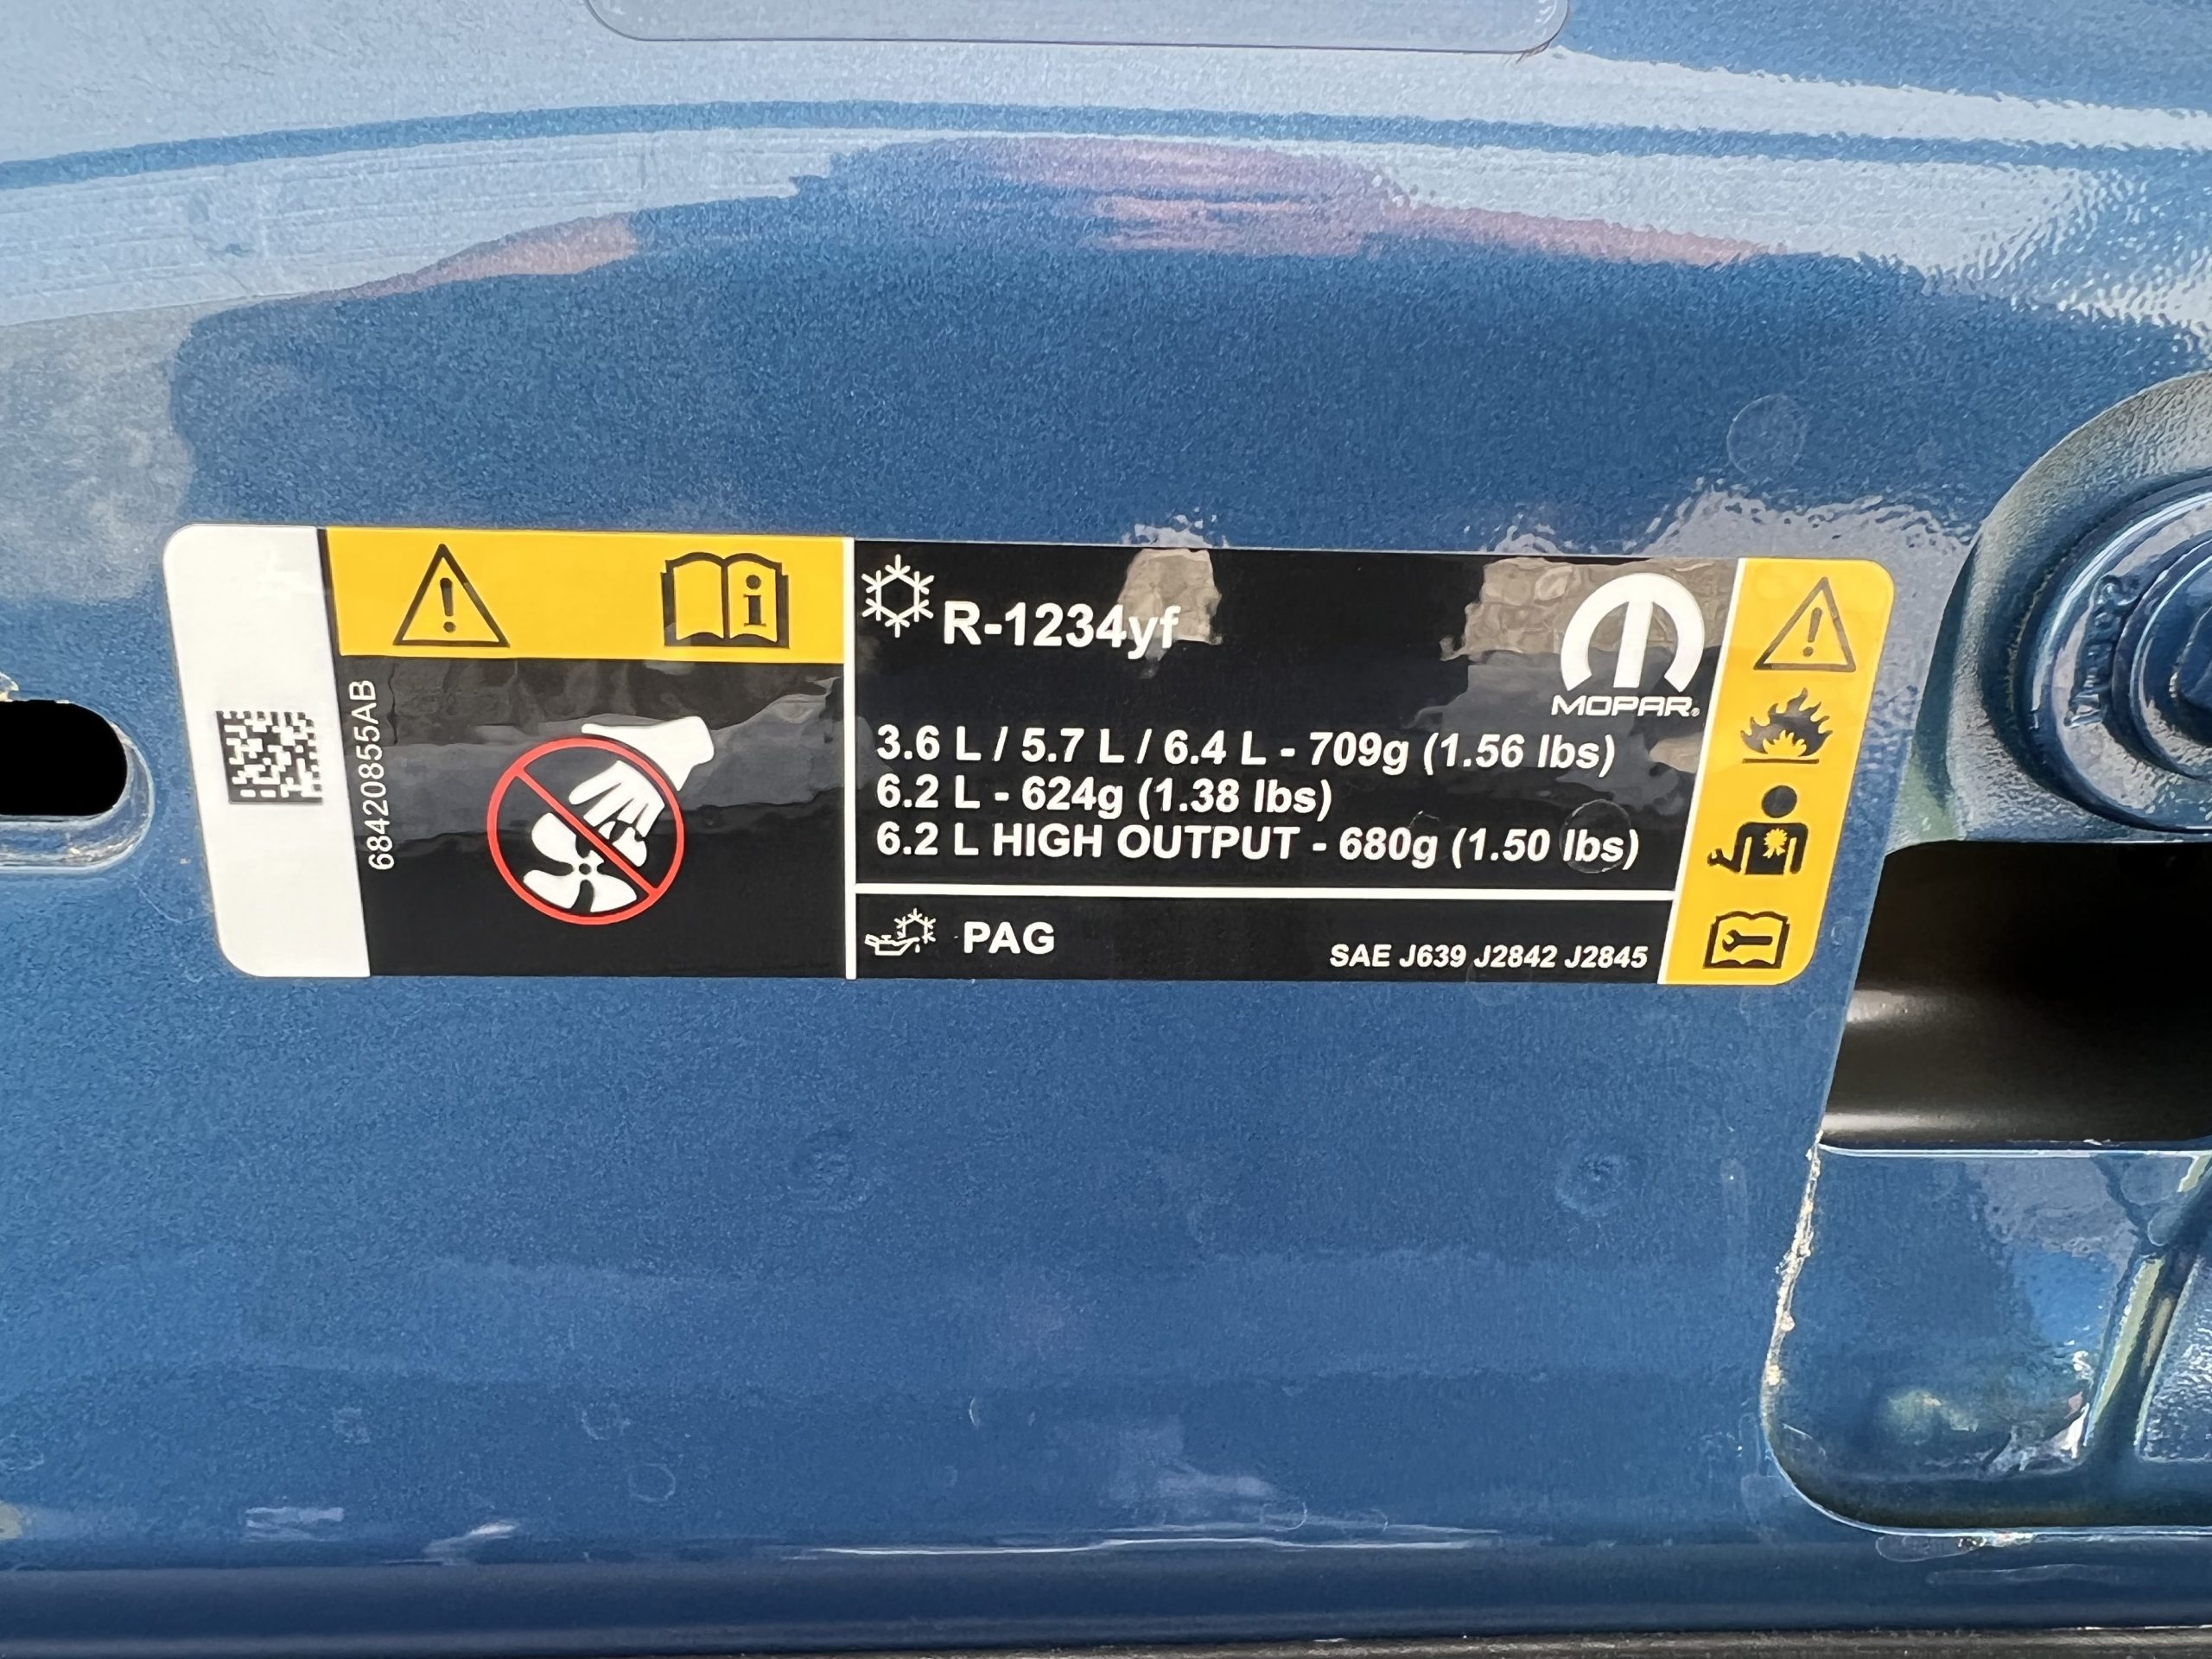 68420855AB
R-1234yf
MOPAR®
3.6 L / 5.7 L / 6.4 L - 709g (1.56 lbs)
6.2 L - 624g (1.38 lbs)
6.2 L HIGH OUTPUT - 680g (1.50 lbs)
PAG
SAE J639 J2842 J2845